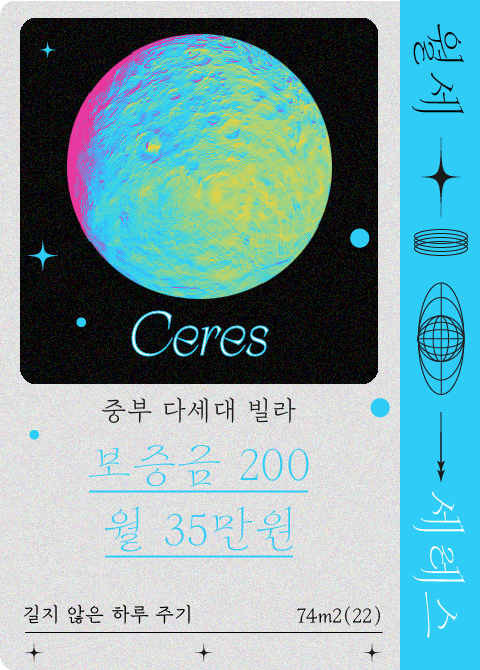 Ceres
중부 다세대 빌라
보증금 200
월 35만원
길지 않은 하루 주기
74m2(22)
월세
세레스